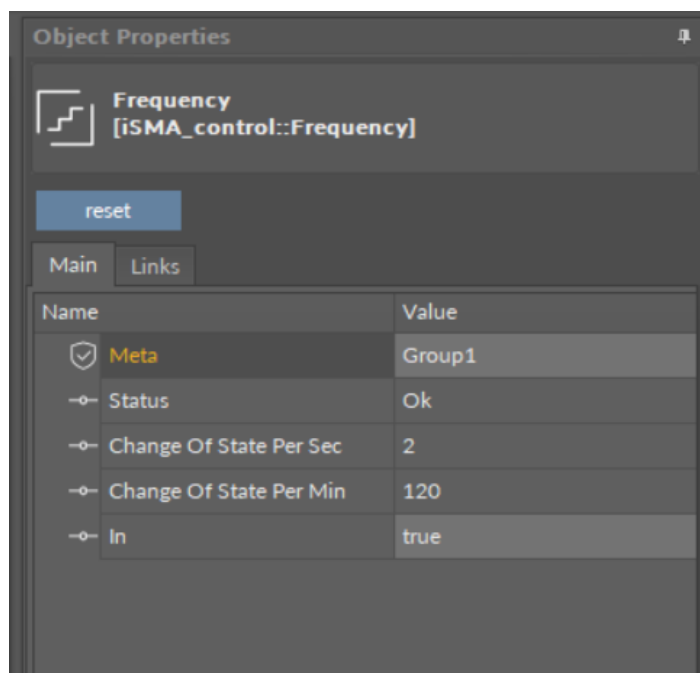 Object Properties
Frequency
[iSMA_control::Frequency]
reset
Main Links
Name Value
Meta Group1
Status Ok
Change Of State Per Sec 2
Change Of State Per Min 120
In true